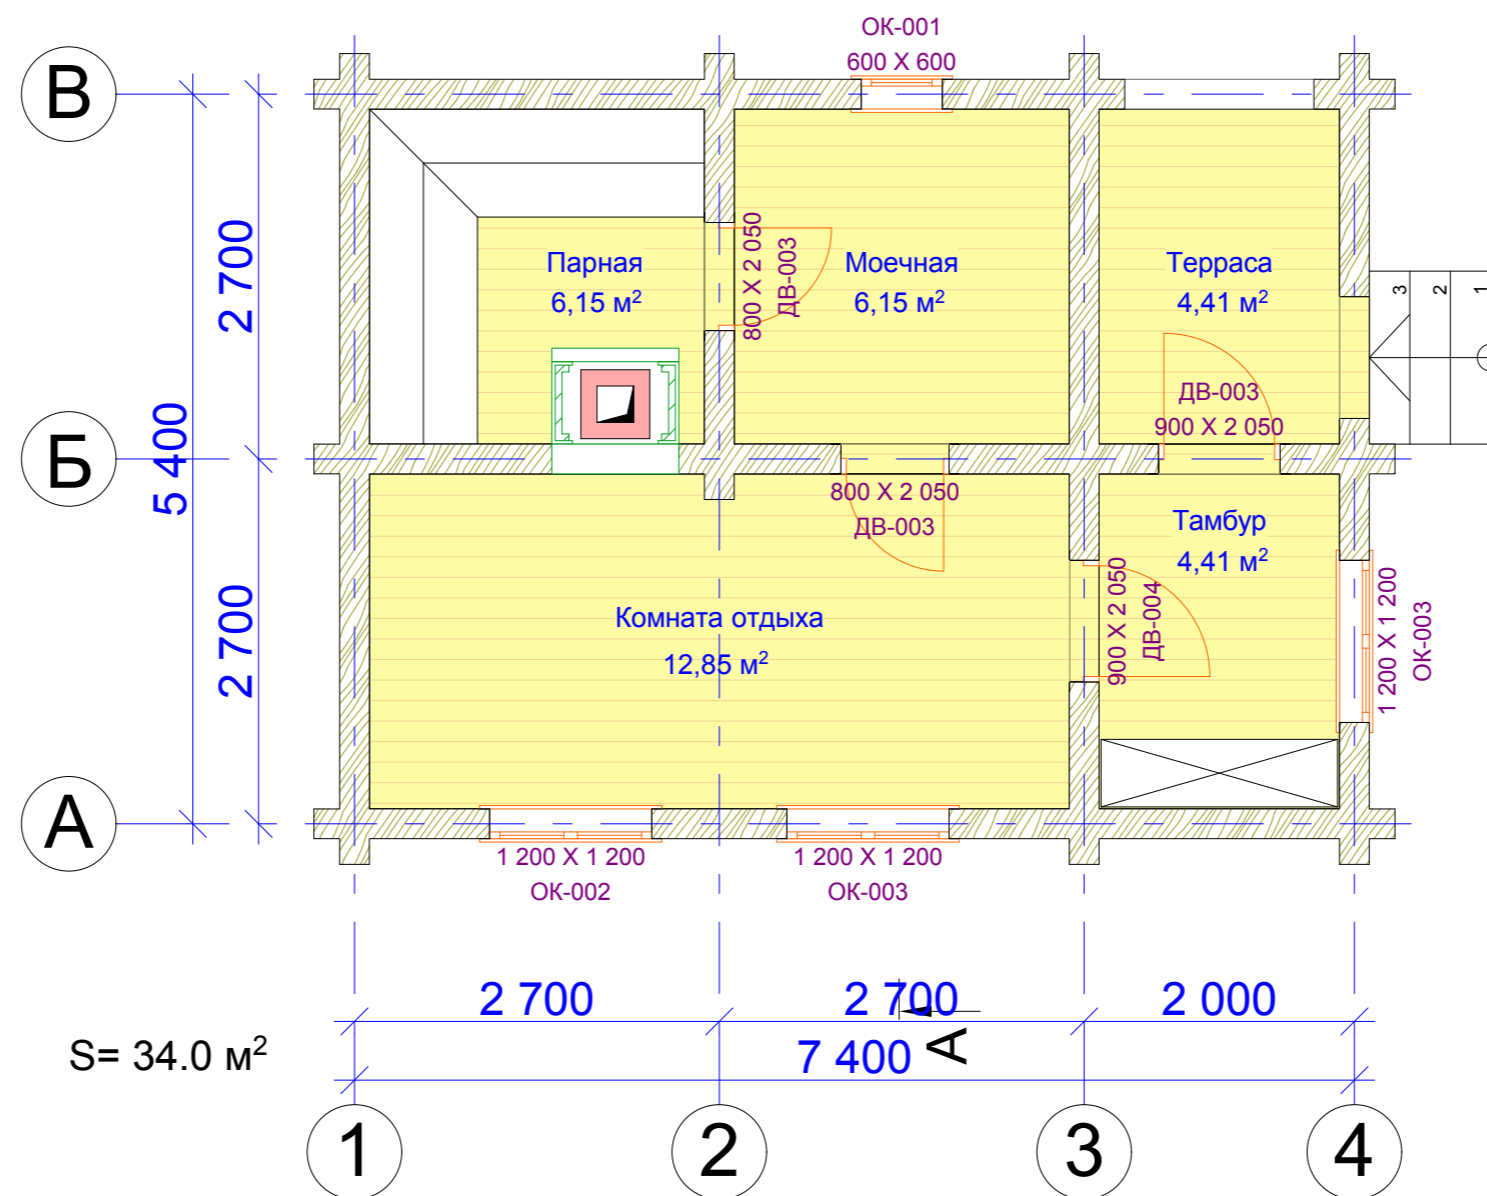 ОК-001
600 X 600
В
Б
А
2 700
5 400
2 700
Парная
6,15 м²
800 X 2 050
ДВ-003
Моечная
6,15 м²
Терраса
4,41 м²
3
2
1
ДВ-003
900 X 2 050
800 X 2 050
ДВ-003
Тамбур
4,41 м²
Комната отдыха
12,85 м²
900 X 2 050
ДВ-004
1 200 X 1 200
ОК-003
1 200 X 1 200
ОК-002
1 200 X 1 200
ОК-003
2 700
2 700
2 000
А
7 400
S= 34.0 м²
1
2
3
4